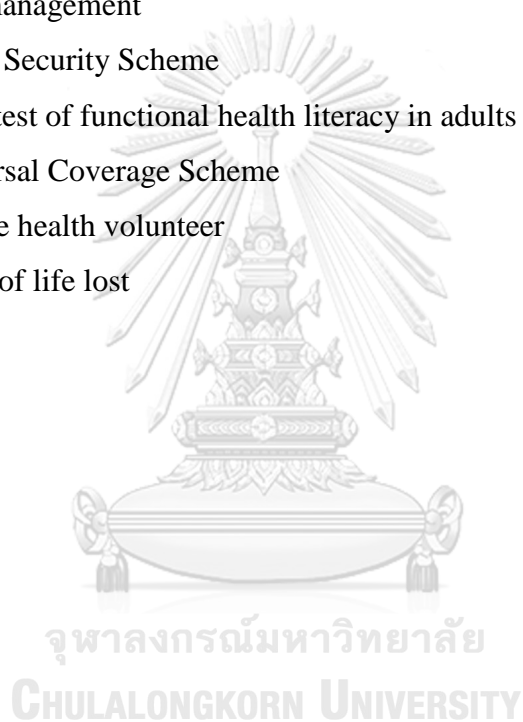 management
Security Scheme
test of functional health literacy in adults
rsal Coverage Scheme
e health volunteer
of life lost
จุฬาลงกรณ์มหาวิทยาลัย
CHULALONGKORN UNIVERSITY